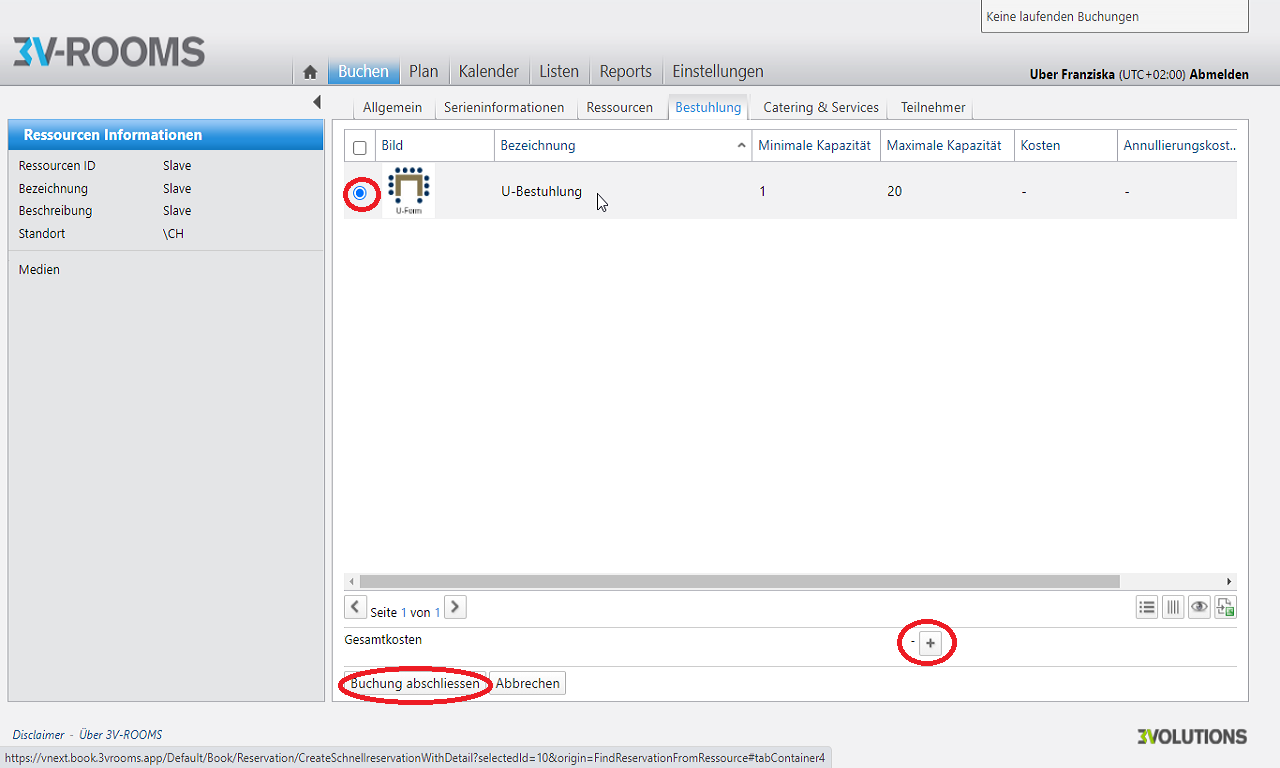 Keine laufenden Buchungen
3V-ROOMS
Buchen Plan Kalender Listen Reports Einstellungen
Uber Franziska (UTC+02:00) Abmelden
Allgemein Serieninformationen Ressourcen Bestuhlung Catering & Services Teilnehmer
Ressourcen Informationen
Ressourcen ID Slave
Bezeichnung Slave
Beschreibung Slave
Standort \CH
Medien
Bild Bezeichnung Minimale Kapazität Maximale Kapazität Kosten Annullierungskost..
U-Form
U-Bestuhlung 1 20 - -
Seite 1 von 1
Gesamtkosten - +
Buchung abschliessen Abbrechen
Disclaimer - Über 3V-ROOMS
3VOLUTIONS
https://vnext.book.3vrooms.app/Default/Book/Reservation/CreateSchnellreservationWithDetail?selectedId=10&origin=FindReservationFromRessource#tabContainer4